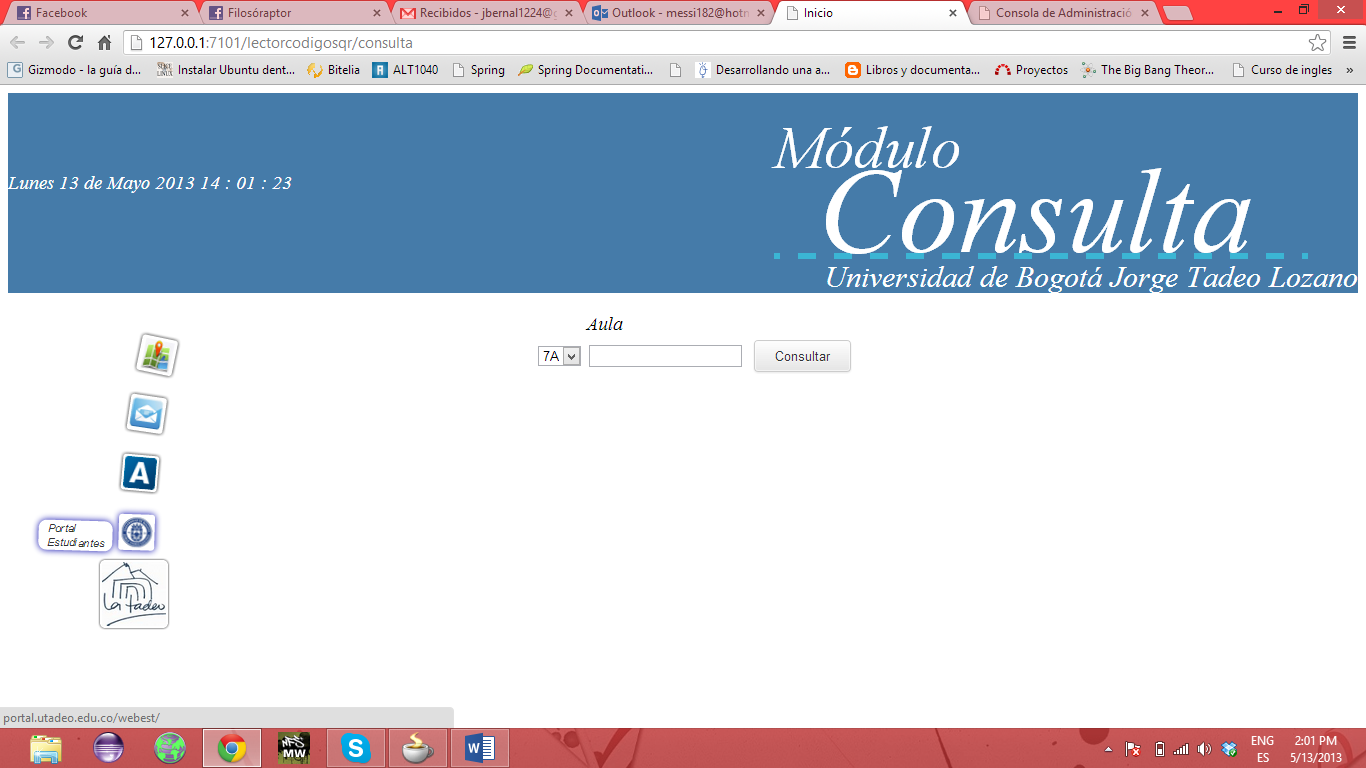 Facebook
Filosóraptor
Recibidos - jbernal1224@g
Outlook - messi182@hotn
Inicio
Consola de Administració
127.0.0.1:7101/lectorcodigosqr/consulta
Gizmodo - la guía d...
Instalar Ubuntu dent...
Bitelia
ALT1040
Spring
Spring Documentati...
Desarrollando una a...
Libros y documenta...
Proyectos
The Big Bang Theor...
Curso de ingles
»
Módulo
Consulta
Lunes 13 de Mayo 2013 14 : 01 : 23
Universidad de Bogotá Jorge Tadeo Lozano
Aula
7A
Consultar
A
Portal
Estudiantes
La tadeo
portal.utadeo.edu.co/webest/
NFS
MW
ENG
ES
2:01 PM
5/13/2013